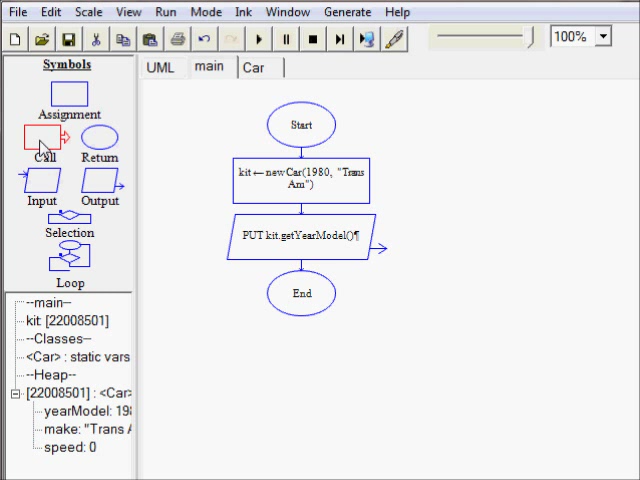 File Edit Scale View Run Mode Ink Window Generate Help
100%
Symbols
Assignment
Call Return
Input Output
Selection
Loop
UML main Car
Start
kit ← new Car(1980, "Trans
Am")
PUT kit.getYearModel()¶
End
--main--
kit: [22008501]
--Classes--
<Car> : static vars
--Heap--
[22008501] : <Car>
yearModel: 198
make: "Trans A
speed: 0